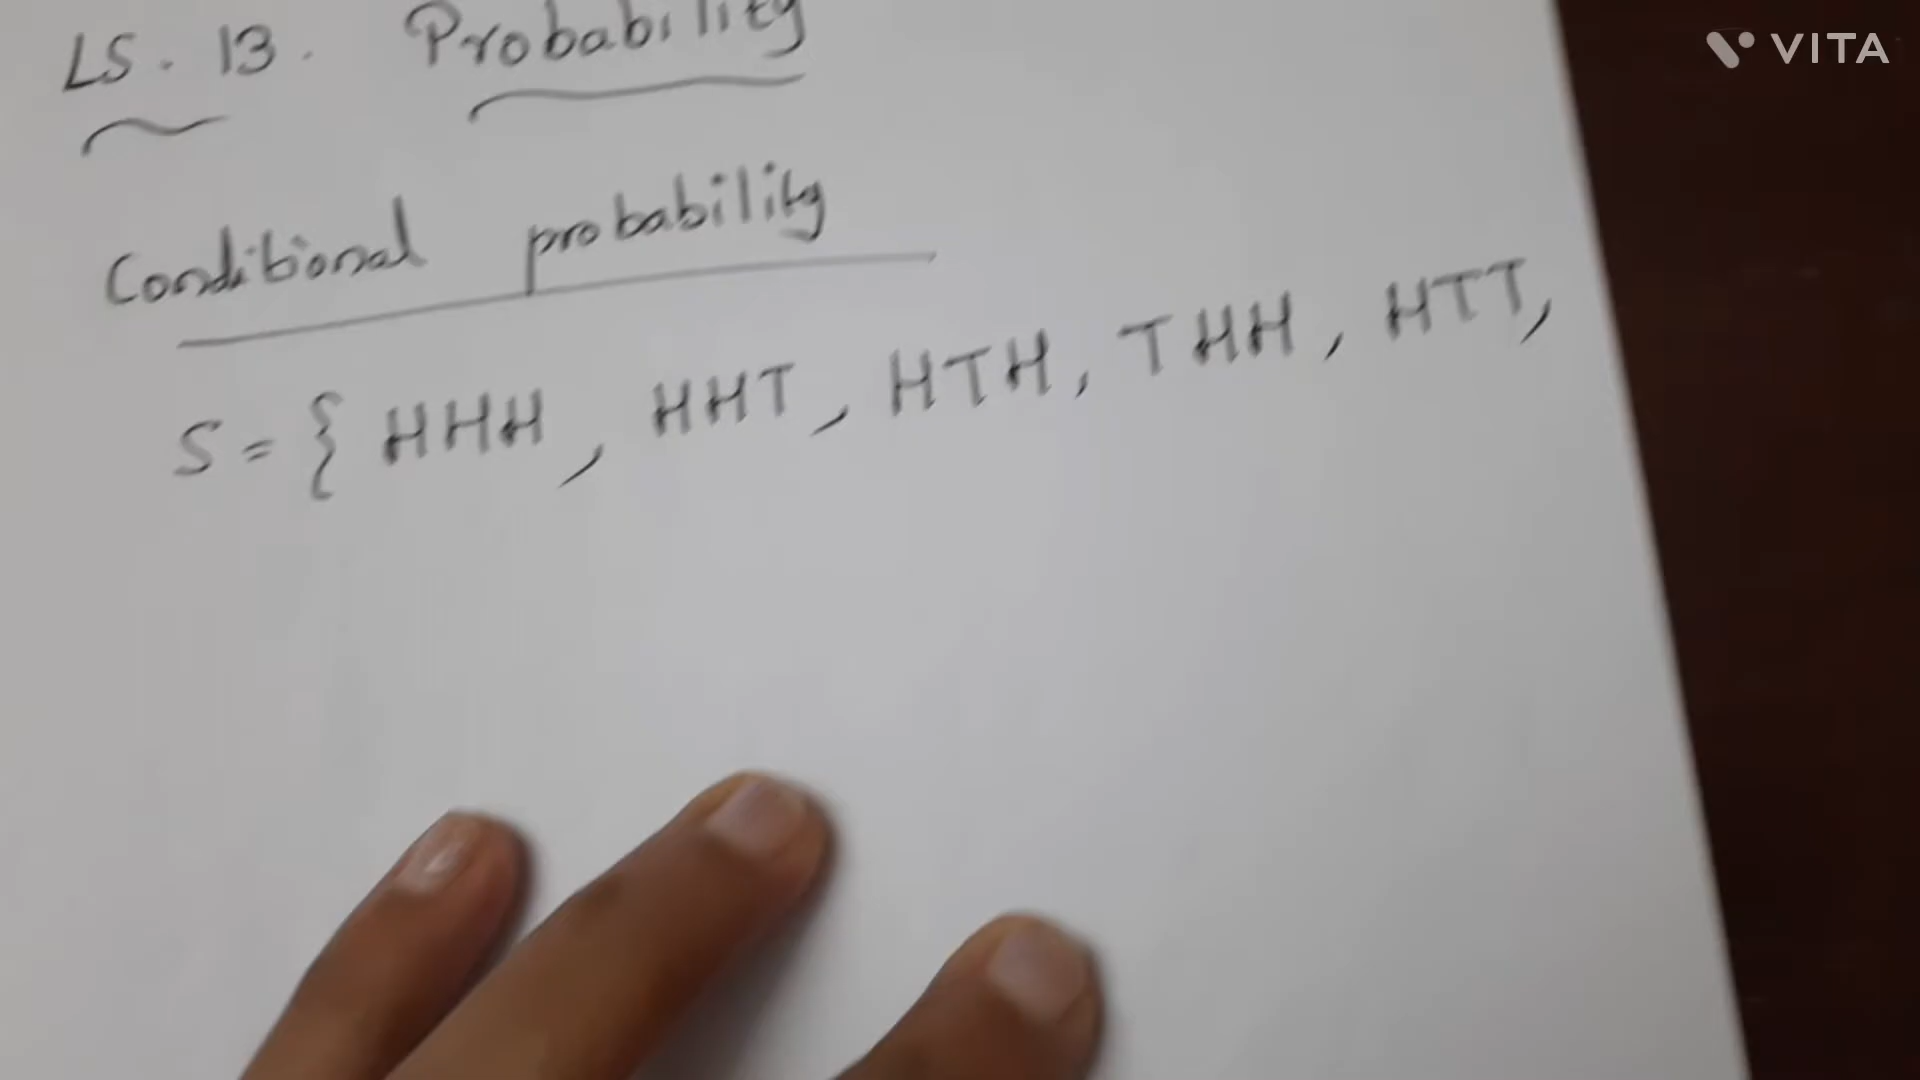 LS. 13. Probability
VITA
Conditional probability
S = { HHH, HHT, HTH, THH, HTT,